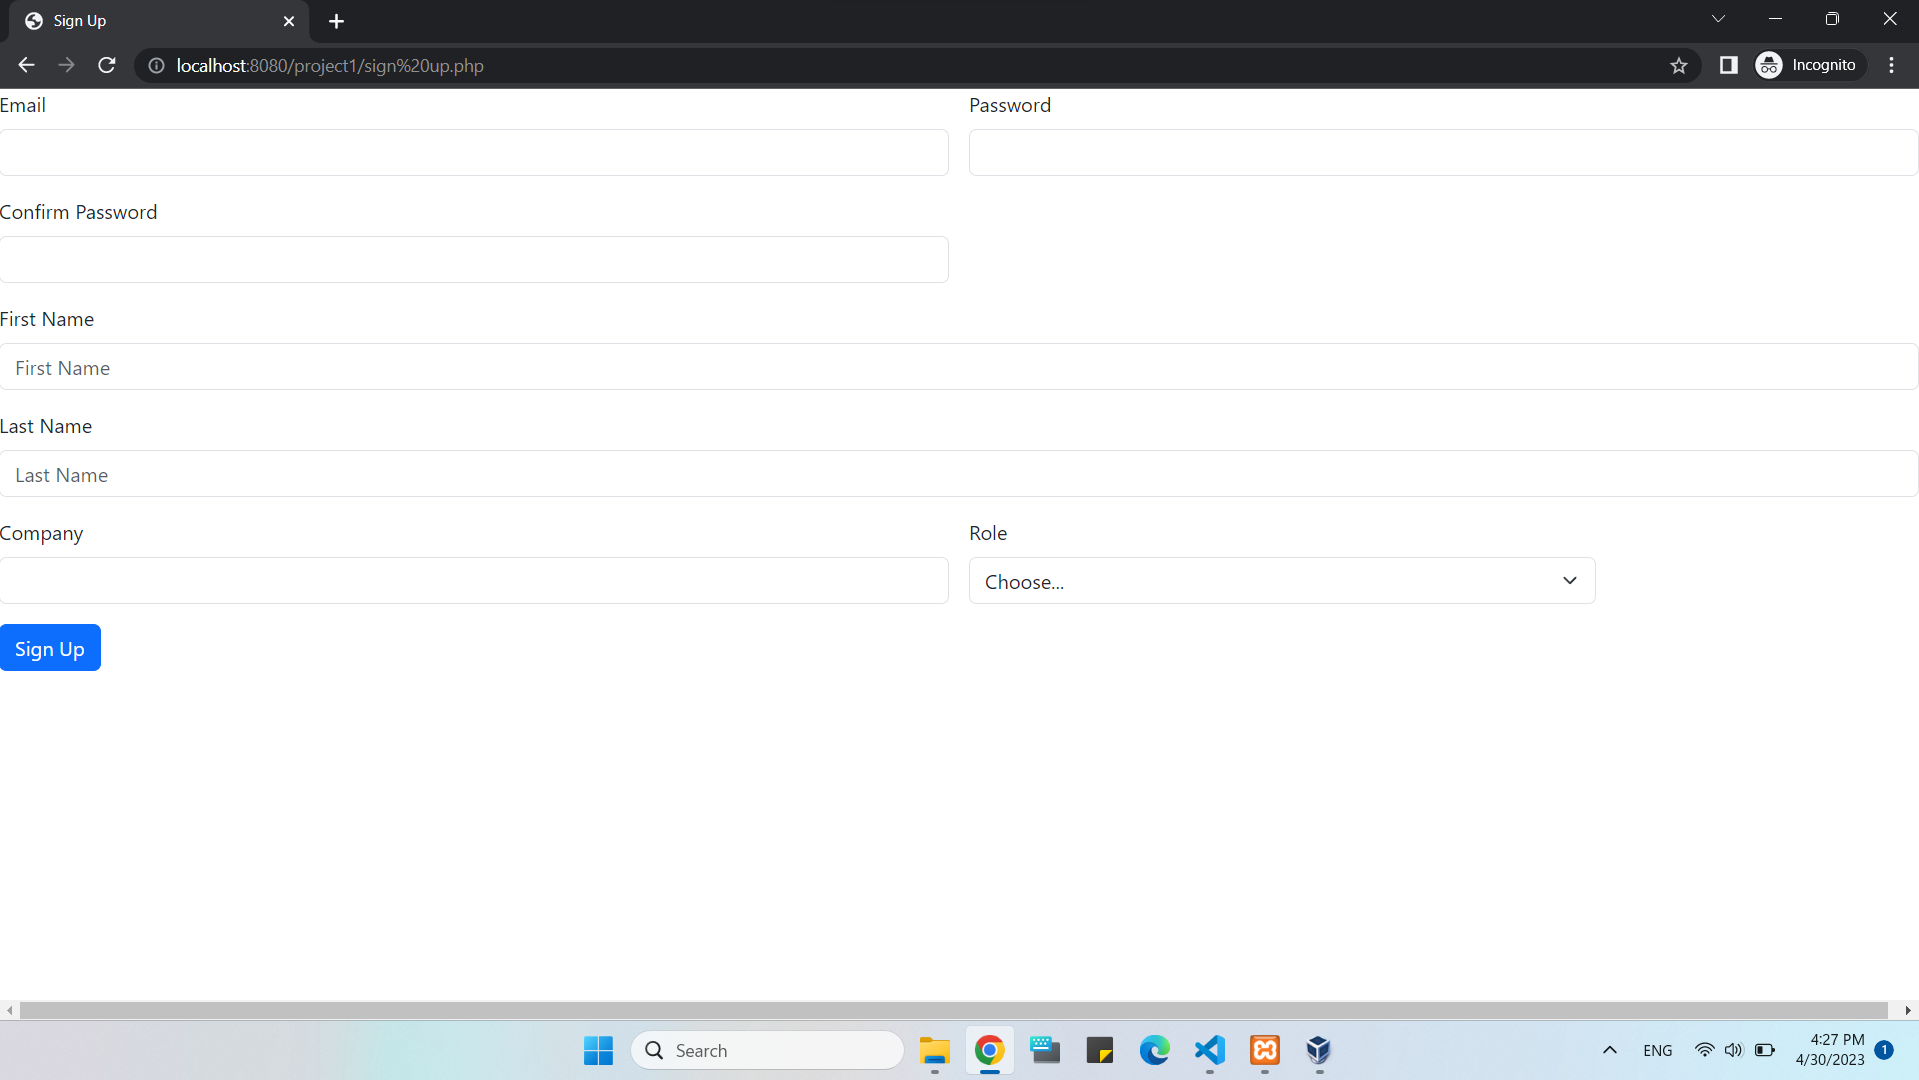 Sign Up
localhost:8080/project1/sign%20up.php
Incognito
Email
Password
Confirm Password
First Name
First Name
Last Name
Last Name
Company
Role
Choose...
Sign Up
Search
ENG
4:27 PM
4/30/2023
1